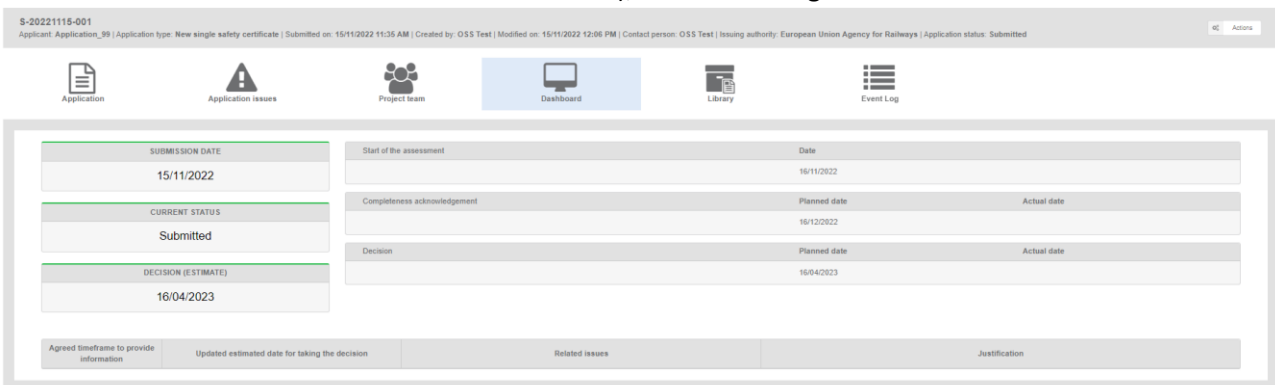 S-20221115-001
Applicant: Application_99 | Application type: New single safety certificate | Submitted on: 15/11/2022 11:35 AM | Created by: OSS Test | Modified on: 15/11/2022 12:06 PM | Contact person: OSS Test | Issuing authority: European Union Agency for Railways | Application status: Submitted
Actions
Application
Application issues
Project team
Dashboard
Library
Event Log
SUBMISSION DATE
15/11/2022
CURRENT STATUS
Submitted
DECISION (ESTIMATE)
16/04/2023
Start of the assessment Date
16/11/2022
Completeness acknowledgement Planned date Actual date
16/12/2022
Decision Planned date Actual date
16/04/2023
Agreed timeframe to provide
information
Updated estimated date for taking the decision
Related issues
Justification